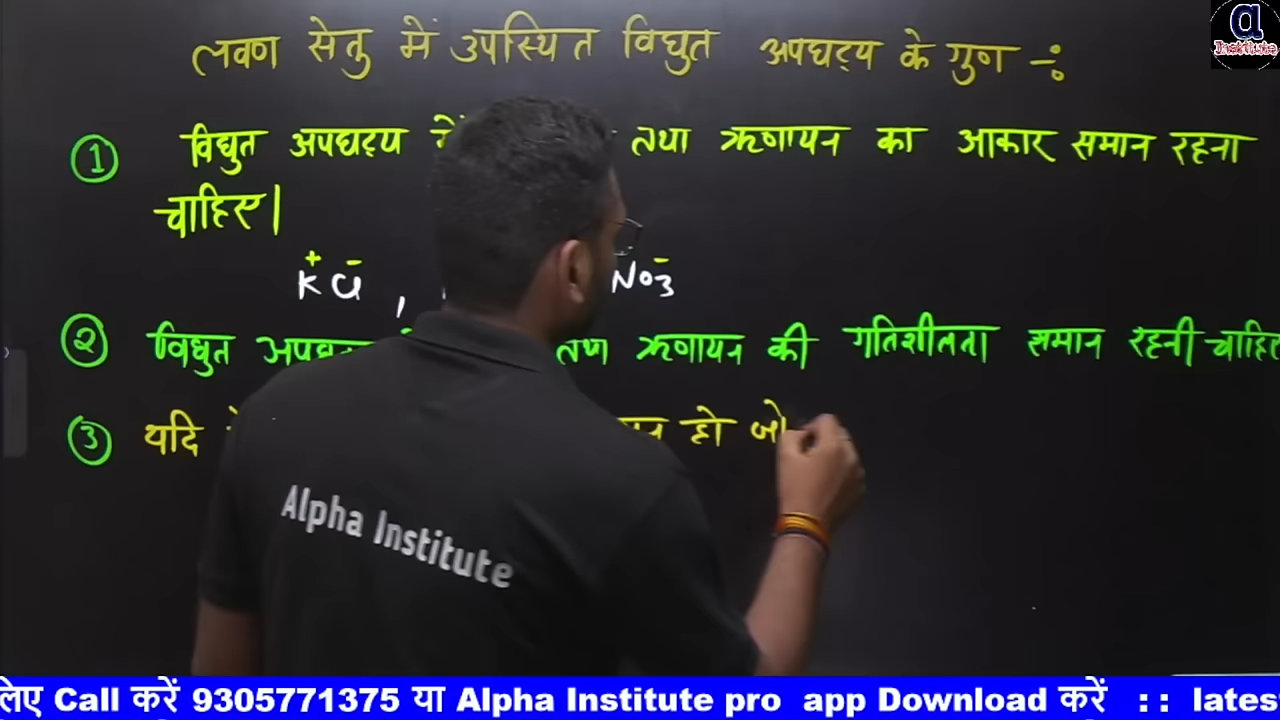 लवण सेतु में उपस्थित विद्युत अपघट्य के गुण -:
a
Institute
① विद्युत अपघट्य तथा ऋणायन का आकार समान रहना
चाहिए।
K⁺Cl⁻ , NO₃⁻
② विद्युत तथा ऋणायन की गतिशीलता समान रहनी चाहिए
③ यदि हो जो
Alpha Institute
लिए Call करें 9305771375 या Alpha Institute pro app Download करें : : lates